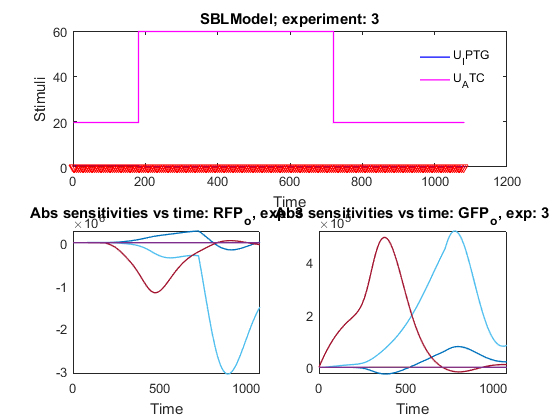 SBLModel; experiment: 3
60
40
20
0
Stimuli
U_IPTG
U_ATC
0 200 400 600 800 1000 1200
Time
Abs sensitivities vs time: RFP_o, exp: 3
Abs sensitivities vs time: GFP_o, exp: 3
0
-1
-2
-3
0 500 1000
Time
4
2
0
0 500 1000
Time